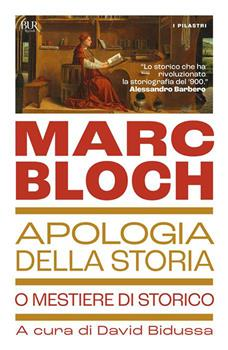 BUR
I PILASTRI
"Lo storico che ha
rivoluzionato
la storiografia del '900."
Alessandro Barbero
MARC
BLOCH
APOLOGIA
DELLA STORIA
O MESTIERE DI STORICO
A cura di David Bidussa